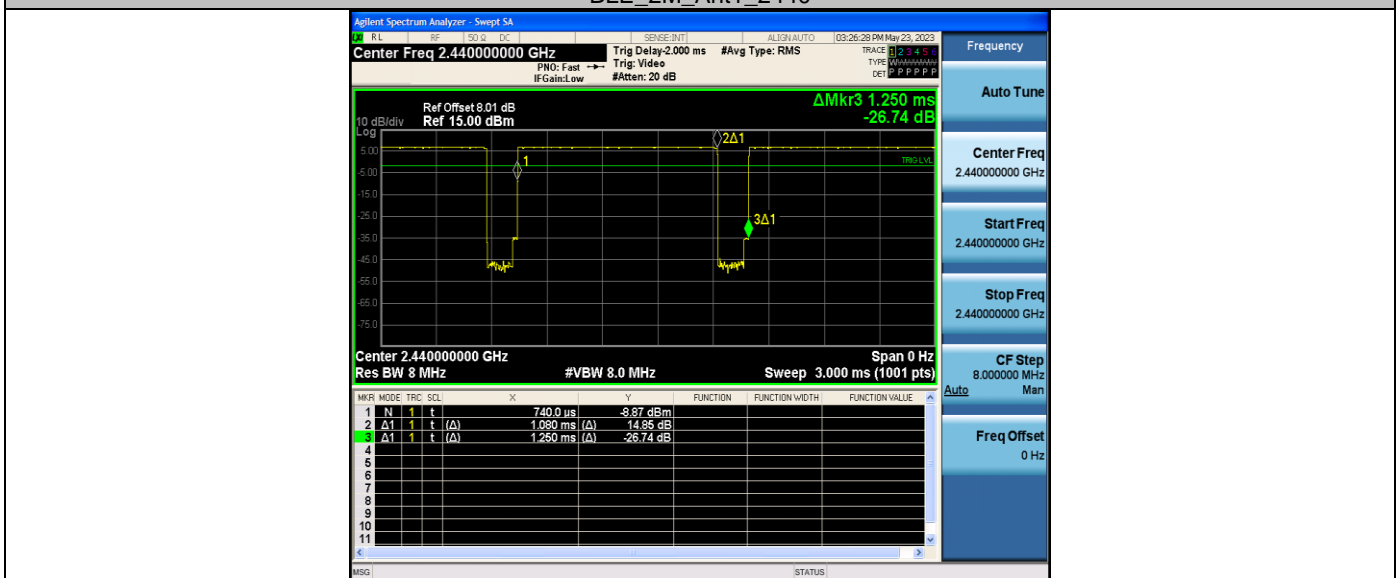 Agilent Spectrum Analyzer - Swept SA
RL RF 50 Ω DC SENSE:INT ALIGN AUTO 03:26:28 PM May 23, 2023
Center Freq 2.440000000 GHz
PNO: Fast
IFGain:Low
Trig Delay-2.000 ms
Trig: Video
#Atten: 20 dB
#Avg Type: RMS
TRACE 1 2 3 4 5 6
TYPE
DET P P P P P P
Frequency
Auto Tune
Center Freq
2.440000000 GHz
Start Freq
2.440000000 GHz
Stop Freq
2.440000000 GHz
CF Step
8.000000 MHz
Auto Man
Freq Offset
0 Hz
ΔMkr3 1.250 ms
-26.74 dB
Ref Offset 8.01 dB
10 dB/div Ref 15.00 dBm
Log
5.00
-5.00
-15.0
-25.0
-35.0
-45.0
-55.0
-65.0
-75.0
1
2Δ1
TRIG LVL
3Δ1
Center 2.440000000 GHz Span 0 Hz
Res BW 8 MHz #VBW 8.0 MHz Sweep 3.000 ms (1001 pts)
MKR MODE TRC SCL X Y FUNCTION FUNCTION WIDTH FUNCTION VALUE
1 N 1 t 740.0 µs -8.87 dBm
2 Δ1 1 t (Δ) 1.080 ms (Δ) 14.85 dB
3 Δ1 1 t (Δ) 1.250 ms (Δ) -26.74 dB
4
5
6
7
8
9
10
11
MSG STATUS